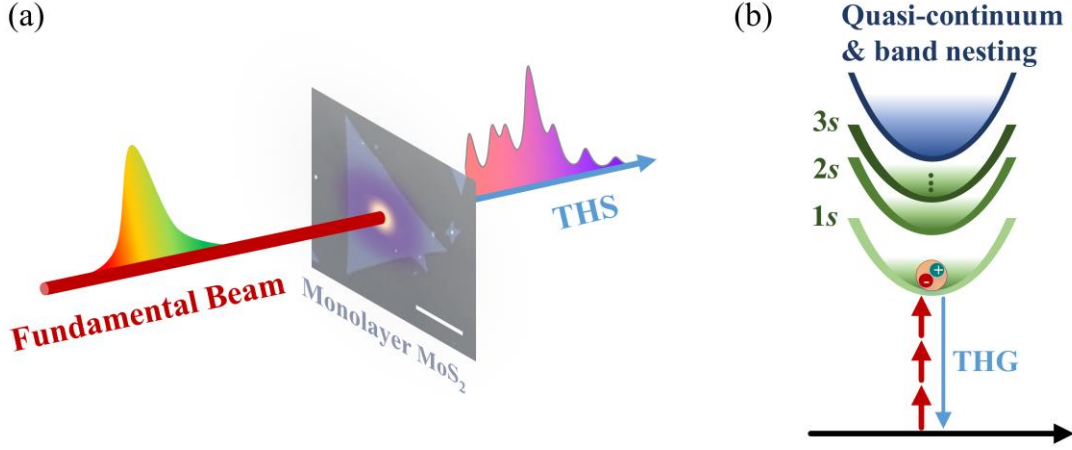 (a)
Fundamental Beam
Monolayer MoS₂
THS
(b)
Quasi-continuum
& band nesting
3s
2s
1s
+
-
THG